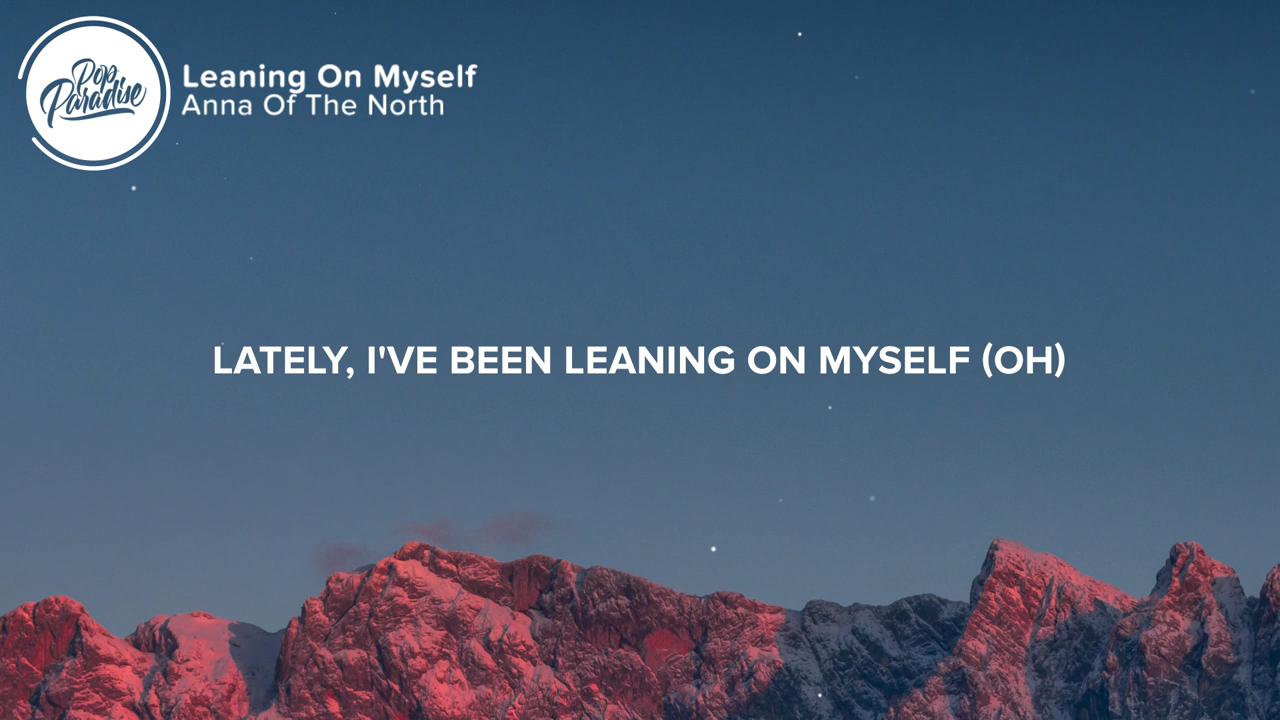 Pop
Paradise
Leaning On Myself
Anna Of The North
LATELY, I'VE BEEN LEANING ON MYSELF (OH)